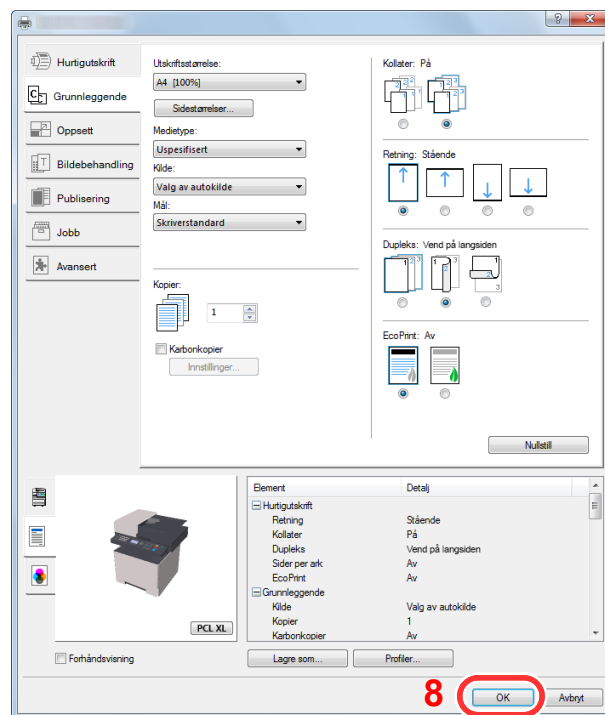 Hurtigutskrift
Grunnleggende
Oppsett
Bildebehandling
Publisering
Jobb
Avansert
Utskriftsstørrelse:
A4 [100%]
Sidestørrelser...
Medietype:
Uspesifisert
Kilde:
Valg av autokilde
Mål:
Skriverstandard
Kopier:
1
Karbonkopier
Innstillinger...
Kollater: På
Retning: Stående
Dupleks: Vend på langsiden
EcoPrint: Av
Nullstill
PCL XL
Forhåndsvisning
Element Detalj
Hurtigutskrift
Retning Stående
Kollater På
Dupleks Vend på langsiden
Sider per ark Av
EcoPrint Av
Grunnleggende
Kilde Valg av autokilde
Kopier 1
Karbonkopier Av
Lagre som... Profiler...
8 OK Avbryt